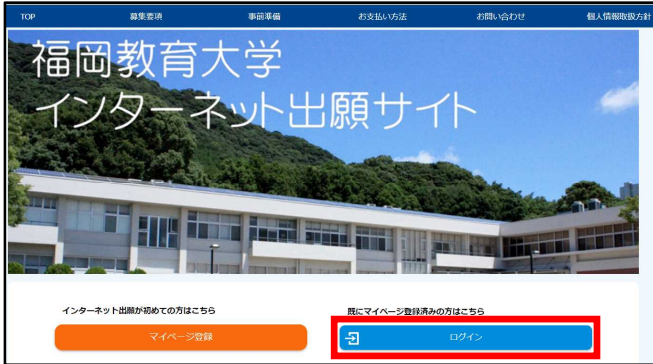 TOP 募集要項 事前準備 お支払い方法 お問い合わせ 個人情報取扱方針
福岡教育大学
インターネット出願サイト
インターネット出願が初めての方はこちら 既にマイページ登録済みの方はこちら
マイページ登録 ログイン